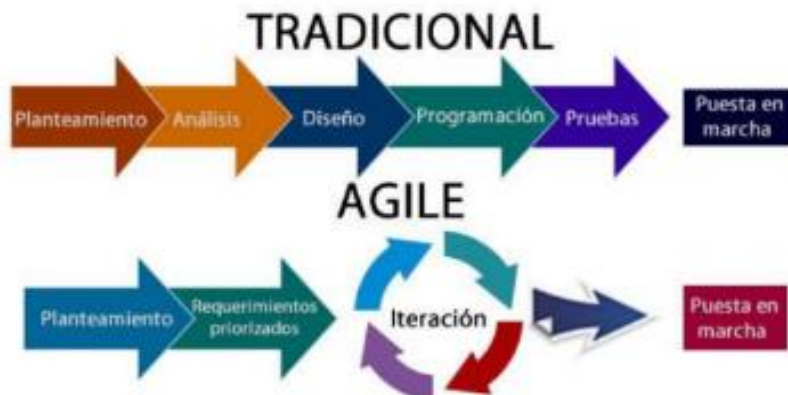 TRADICIONAL
Planteamiento
Análisis
Diseño
Programación
Pruebas
Puesta en
marcha
AGILE
Planteamiento
Requerimientos
priorizados
Iteración
Puesta en
marcha